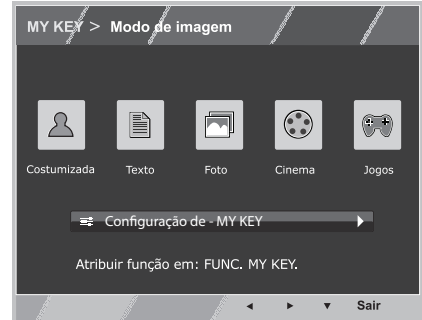 MY KEY > Modo de imagem
Costumizada Texto Foto Cinema Jogos
Configuração de - MY KEY
Atribuir função em: FUNC. MY KEY.
Sair